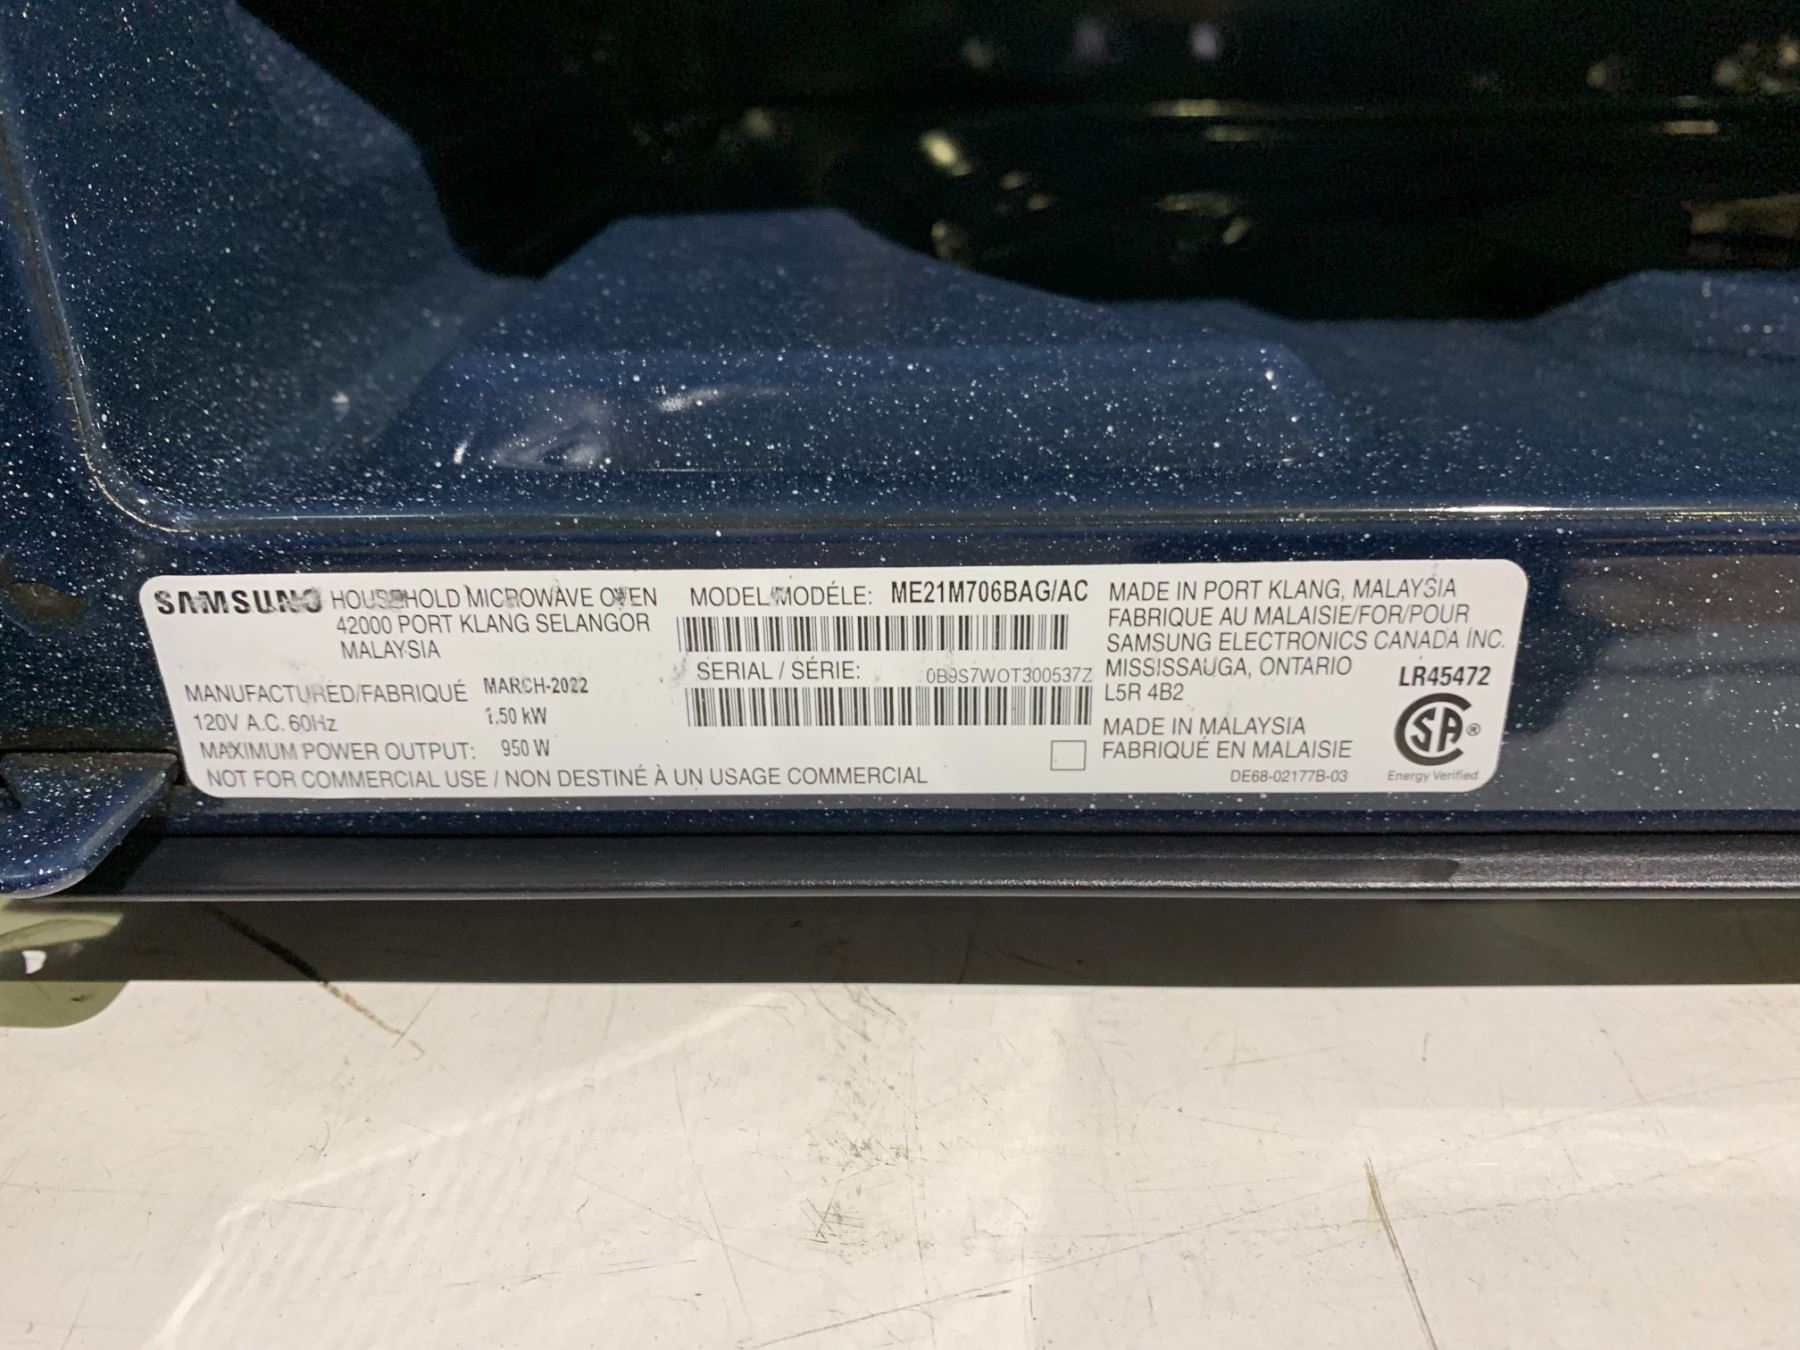 SAMSUNG HOUSEHOLD MICROWAVE OVEN
42000 PORT KLANG SELANGOR
MALAYSIA
MANUFACTURED/FABRIQUÉ MARCH-2022
120V A.C. 60Hz 1,50 kW
MAXIMUM POWER OUTPUT: 950 W
NOT FOR COMMERCIAL USE / NON DESTINÉ À UN USAGE COMMERCIAL
MODEL/MODÉLE: ME21M706BAG/AC
SERIAL / SÉRIE: 0B9S7WOT300537Z
MADE IN PORT KLANG, MALAYSIA
FABRIQUE AU MALAISIE/FOR/POUR
SAMSUNG ELECTRONICS CANADA INC.
MISSISSAUGA, ONTARIO
L5R 4B2
MADE IN MALAYSIA
FABRIQUÉ EN MALAISIE
DE68-02177B-03
LR45472
SA®
Energy Verified